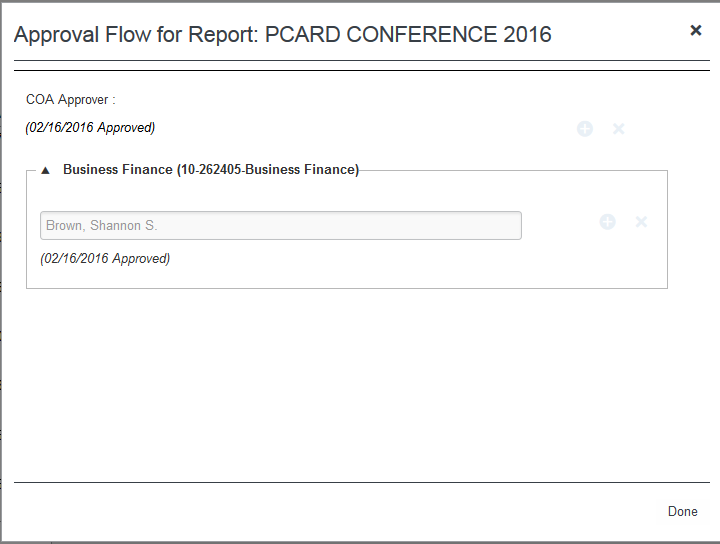 Approval Flow for Report: PCARD CONFERENCE 2016
COA Approver :
(02/16/2016 Approved)
Business Finance (10-262405-Business Finance)
Brown, Shannon S.
(02/16/2016 Approved)
Done